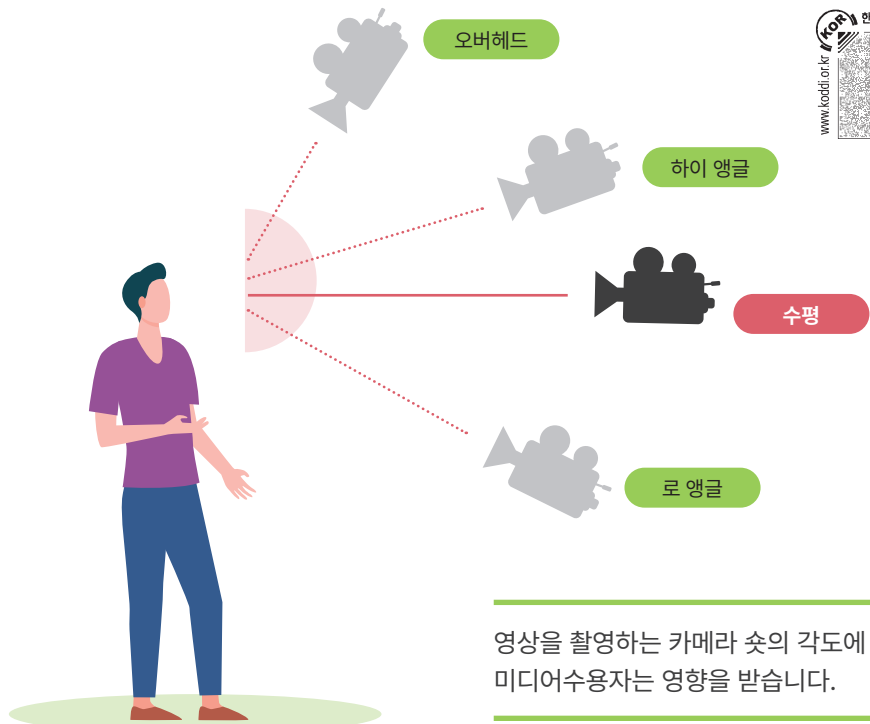 오버헤드
KOR
www.koddi.or.kr
하이 앵글
수평
로 앵글
영상을 촬영하는 카메라 숏의 각도에
미디어수용자는 영향을 받습니다.